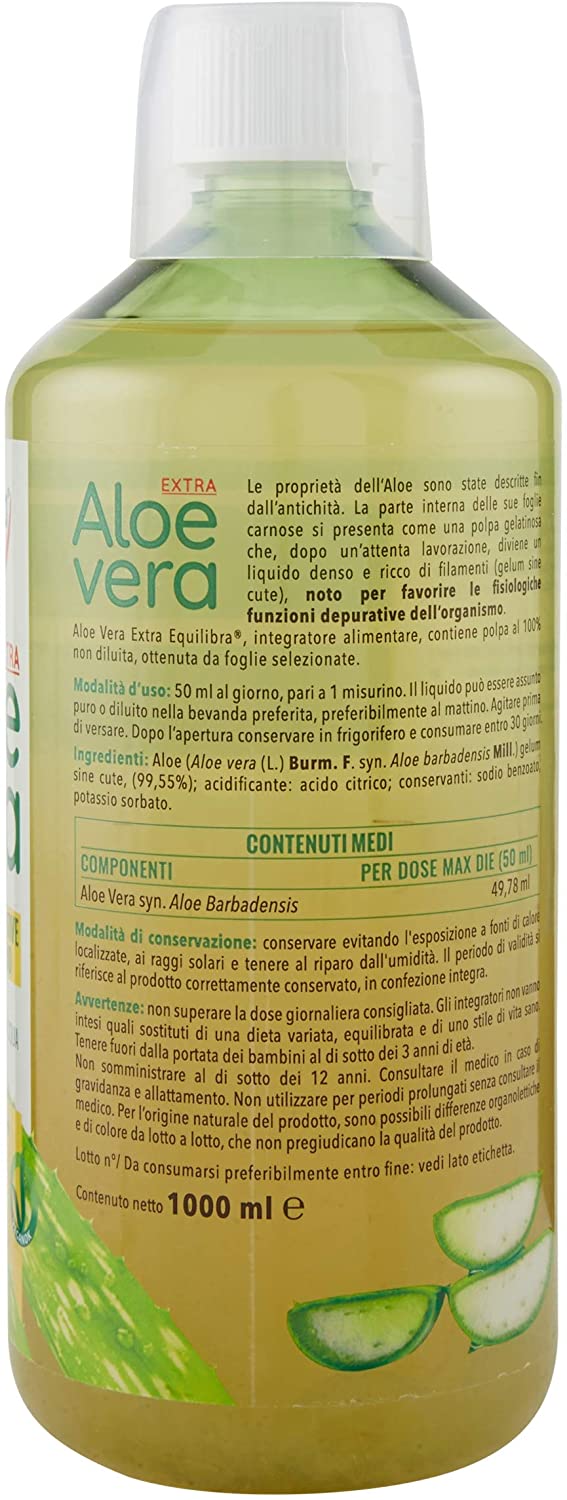 EXTRA
Aloe
vera
Le proprietà dell'Aloe sono state descritte fin
dall'antichità. La parte interna delle sue foglie
carnose si presenta come una polpa gelatinosa
che, dopo un'attenta lavorazione, diviene un
liquido denso e ricco di filamenti (gelum sine
cute), noto per favorire le fisiologiche
funzioni depurative dell'organismo.
Aloe Vera Extra Equilibra®, integratore alimentare, contiene polpa al 100%
non diluita, ottenuta da foglie selezionate.
Modalità d'uso: 50 ml al giorno, pari a 1 misurino. Il liquido può essere assunto
puro o diluito nella bevanda preferita, preferibilmente al mattino. Agitare prima
di versare. Dopo l'apertura conservare in frigorifero e consumare entro 30 giorni.
Ingredienti: Aloe (Aloe vera (L.) Burm. F. syn. Aloe barbadensis Mill.) gelum
sine cute, (99,55%); acidificante: acido citrico; conservanti: sodio benzoato,
potassio sorbato.
CONTENUTI MEDI
COMPONENTI PER DOSE MAX DIE (50 ml)
Aloe Vera syn. Aloe Barbadensis 49,78 ml
Modalità di conservazione: conservare evitando l'esposizione a fonti di calore
localizzate, ai raggi solari e tenere al riparo dall'umidità. Il periodo di validità si
riferisce al prodotto correttamente conservato, in confezione integra.
Avvertenze: non superare la dose giornaliera consigliata. Gli integratori non vanno
intesi quali sostituti di una dieta variata, equilibrata e di uno stile di vita sano.
Tenere fuori dalla portata dei bambini al di sotto dei 3 anni di età.
Non somministrare al di sotto dei 12 anni. Consultare il medico in caso di
gravidanza e allattamento. Non utilizzare per periodi prolungati senza consultare il
medico. Per l'origine naturale del prodotto, sono possibili differenze organolettiche
e di colore da lotto a lotto, che non pregiudicano la qualità del prodotto.
Lotto n°/ Da consumarsi preferibilmente entro fine: vedi lato etichetta.
Contenuto netto 1000 ml e